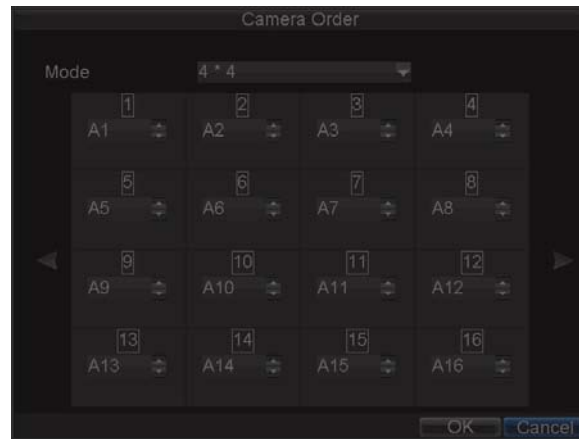 Camera Order
Mode 4 * 4
1 2 3 4
A1 A2 A3 A4
5 6 7 8
A5 A6 A7 A8
9 10 11 12
A9 A10 A11 A12
13 14 15 16
A13 A14 A15 A16
OK Cancel